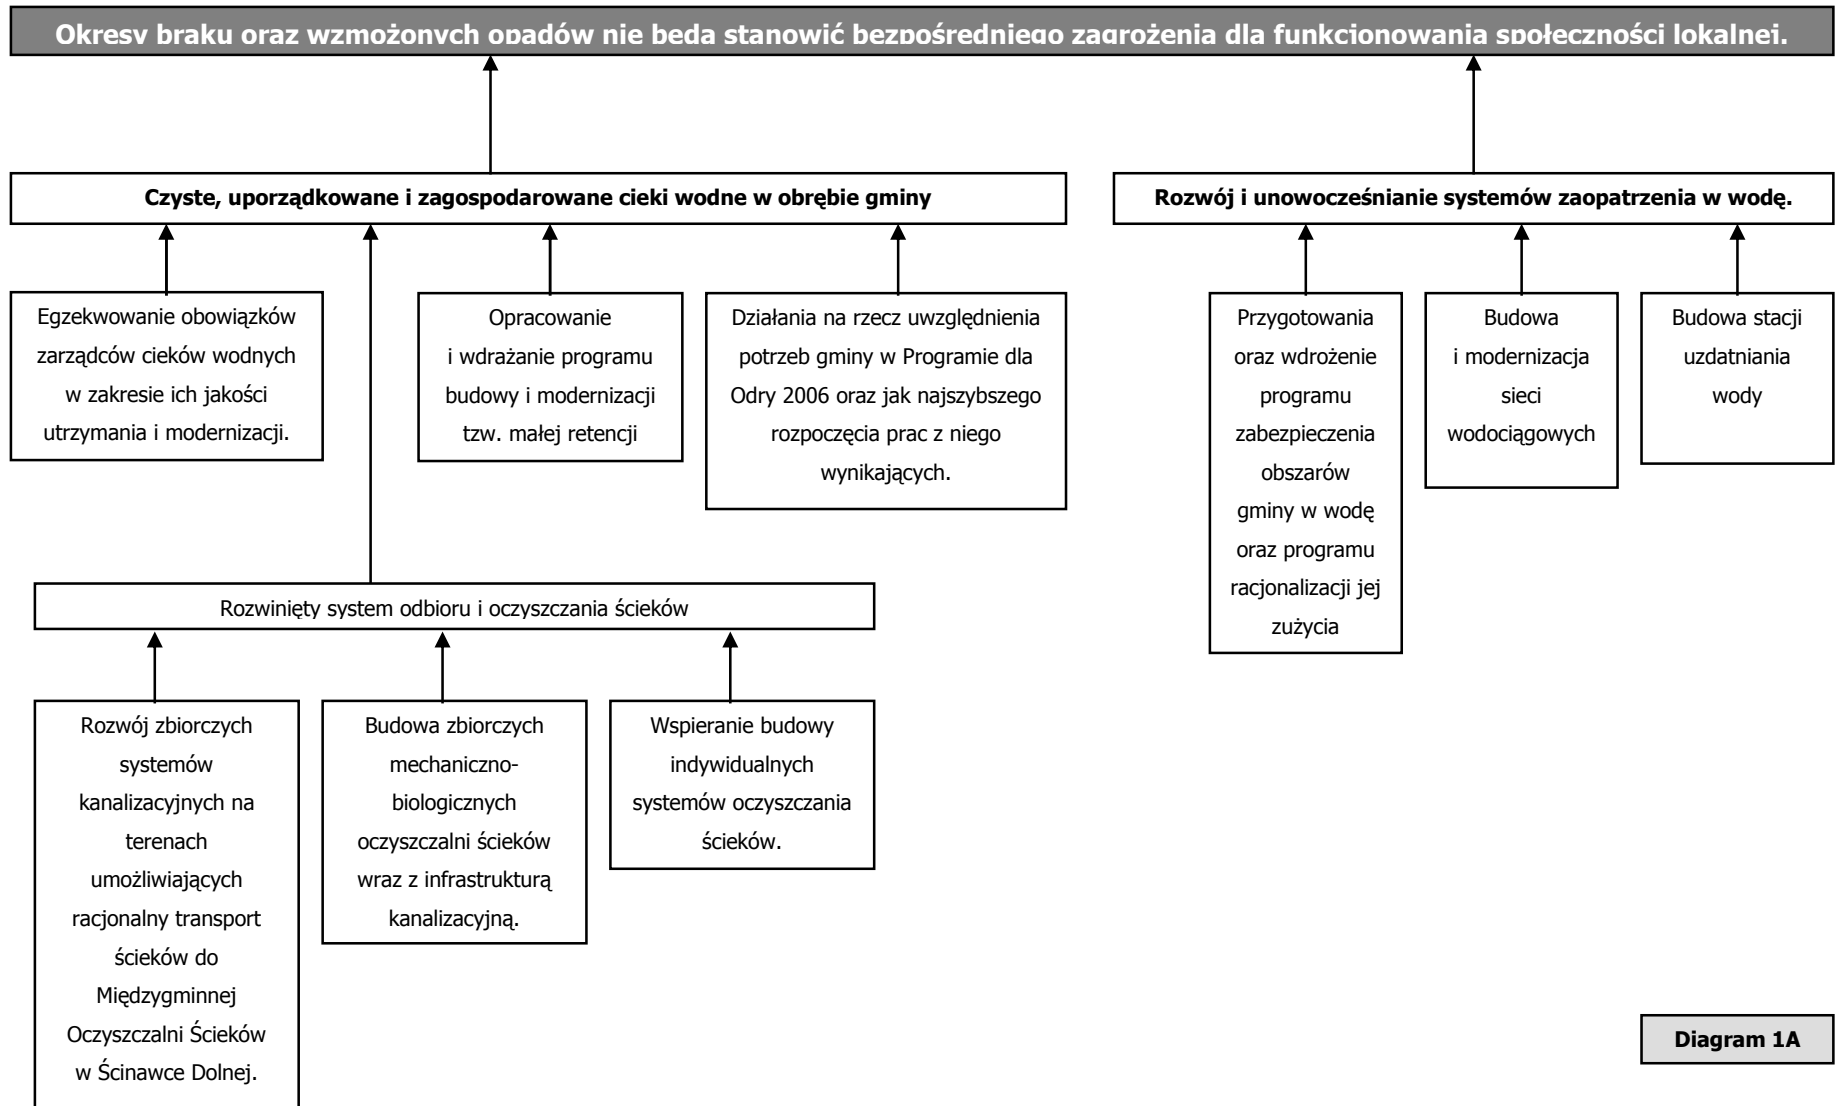 Okresy braku oraz wzmożonych opadów nie będą stanowić bezpośredniego zagrożenia dla funkcjonowania społeczności lokalnej.
Czyste, uporządkowane i zagospodarowane cieki wodne w obrębie gminy
Rozwój i unowocześnianie systemów zaopatrzenia w wodę.
Egzekwowanie obowiązków
zarządców cieków wodnych
w zakresie ich jakości
utrzymania i modernizacji.
Opracowanie
i wdrażanie programu
budowy i modernizacji
tzw. małej retencji
Działania na rzecz uwzględnienia
potrzeb gminy w Programie dla
Odry 2006 oraz jak najszybszego
rozpoczęcia prac z niego
wynikających.
Przygotowania
oraz wdrożenie
programu
zabezpieczenia
obszarów
gminy w wodę
oraz programu
racjonalizacji jej
zużycia
Budowa
i modernizacja
sieci
wodociągowych
Budowa stacji
uzdatniania
wody
Rozwinięty system odbioru i oczyszczania ścieków
Rozwój zbiorczych
systemów
kanalizacyjnych na
terenach
umożliwiających
racjonalny transport
ścieków do
Międzygminnej
Oczyszczalni Ścieków
w Ścinawce Dolnej.
Budowa zbiorczych
mechaniczno-
biologicznych
oczyszczalni ścieków
wraz z infrastrukturą
kanalizacyjną.
Wspieranie budowy
indywidualnych
systemów oczyszczania
ścieków.
Diagram 1A